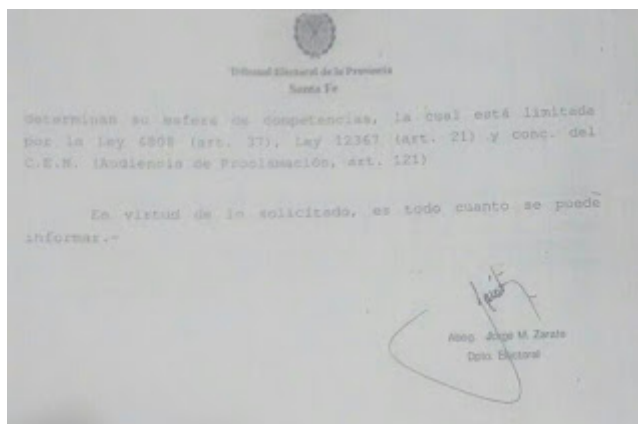 Tribunal Electoral de la Provincia
Santa Fe
determinan su esfera de competencias, la cual está limitada
por la Ley 6808 (art. 37), Ley 12367 (art. 21) y conc. del
C.E.N. (Audiencia de Proclamación, art. 121)
En virtud de lo solicitado, es todo cuanto se puede
informar.-
Abog. Jorge M. Zarate
Dpto. Electoral